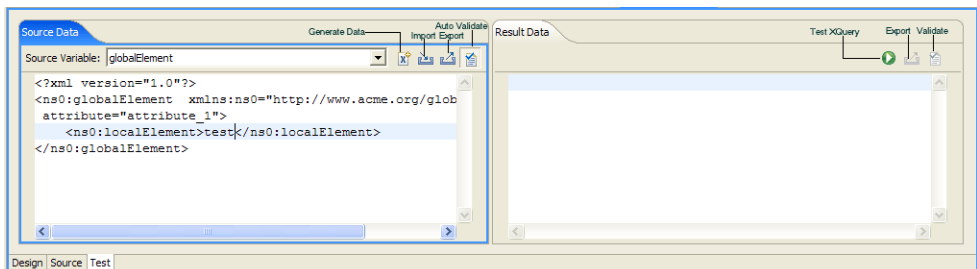 Source Data
Generate Data
Import Export
Auto Validate
Source Variable: globalElement
<?xml version="1.0"?>
<ns0:globalElement xmlns:ns0="http://www.acme.org/glob
attribute="attribute_1">
<ns0:localElement>test</ns0:localElement>
</ns0:globalElement>
Result Data
Test XQuery
Export Validate
Design Source Test